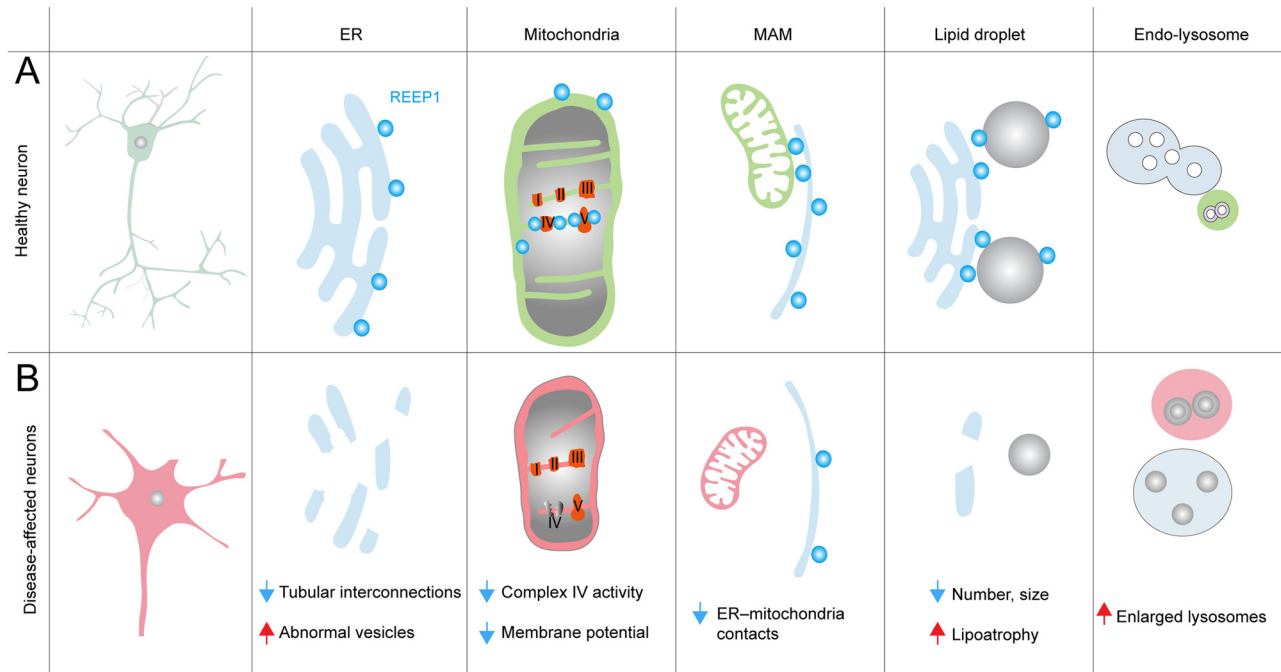 ER
Mitochondria
MAM
Lipid droplet
Endo-lysosome
A
Healthy neuron
REEP1
I
II
III
IV
V
B
Disease-affected neurons
I
II
III
IV
V
Tubular interconnections
Abnormal vesicles
Complex IV activity
Membrane potential
ER–mitochondria
contacts
Number, size
Lipoatrophy
Enlarged lysosomes